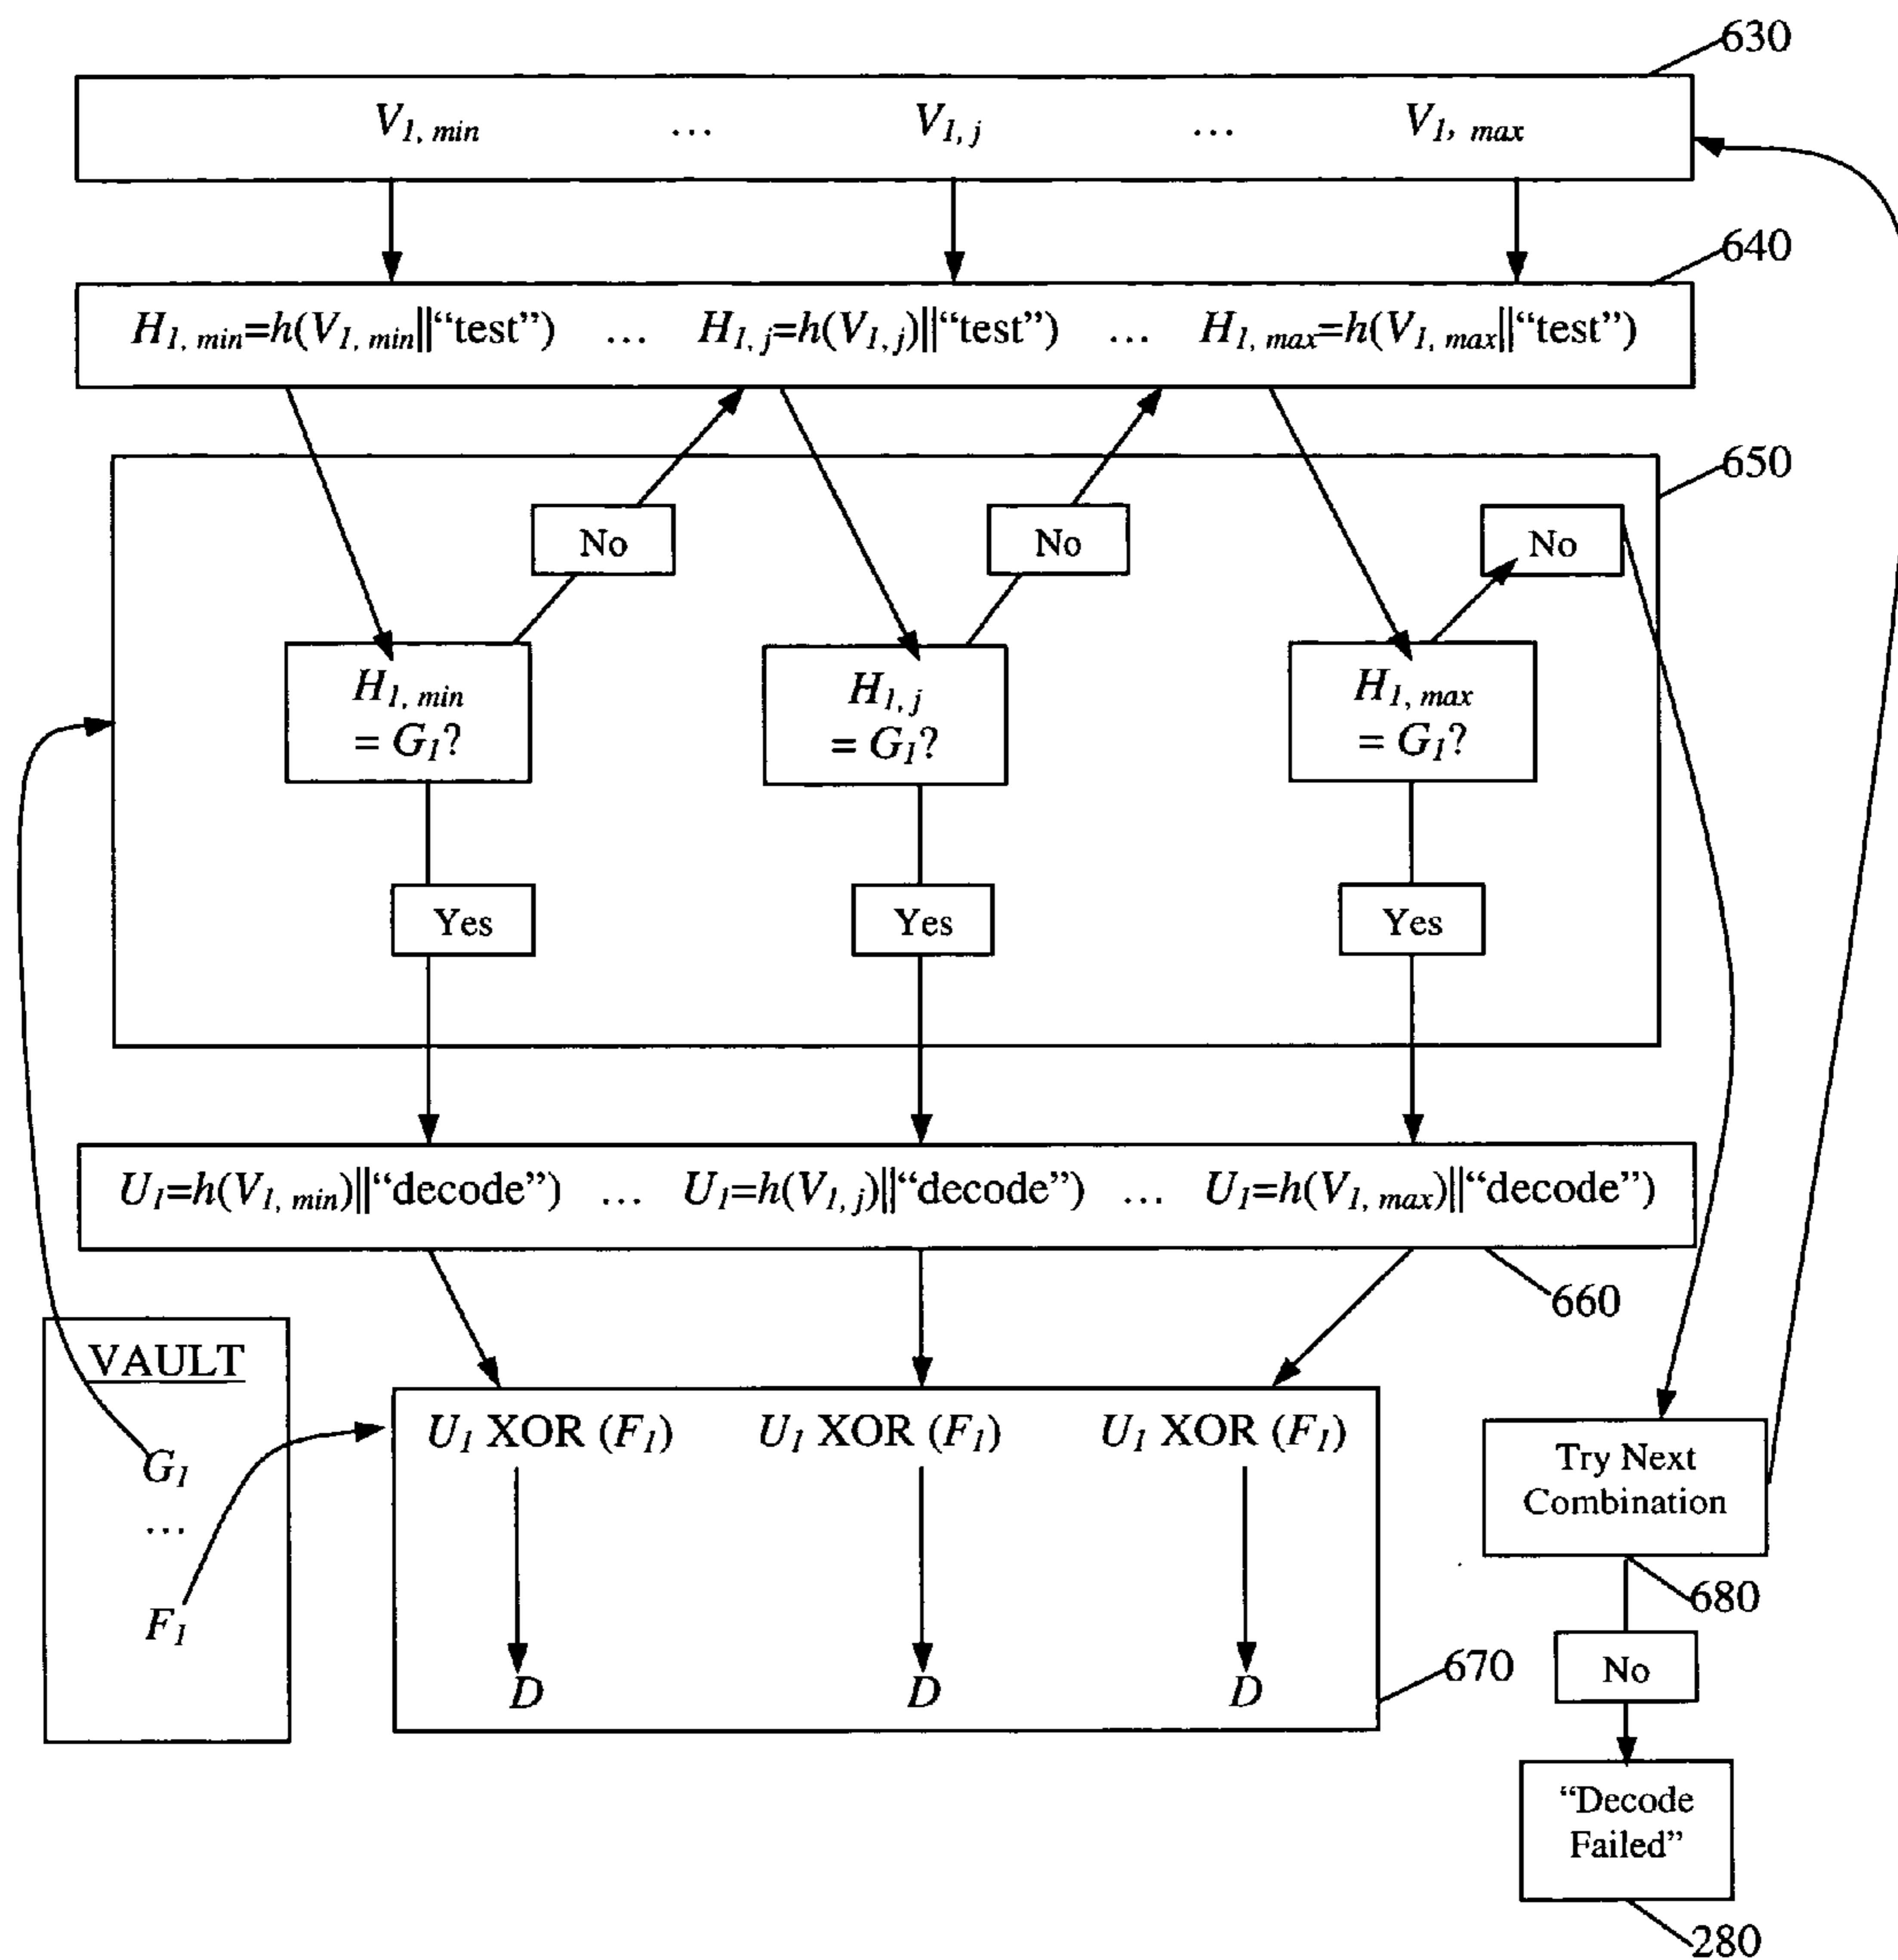 630
V1, min … V1, j … V1, max
640
H1, min=h(V1, min||“test”) … H1, j=h(V1, j)||“test”) … H1, max=h(V1, max||“test”)
650
No
No
No
H1, min
= G1?
H1, j
= G1?
H1, max
= G1?
Yes
Yes
Yes
U1=h(V1, min)||“decode”) … U1=h(V1, j)||“decode”) … U1=h(V1, max)||“decode”)
660
VAULT
G1
…
F1
U1 XOR (F1)
U1 XOR (F1)
U1 XOR (F1)
D
D
D
670
Try Next
Combination
680
No
“Decode
Failed”
280